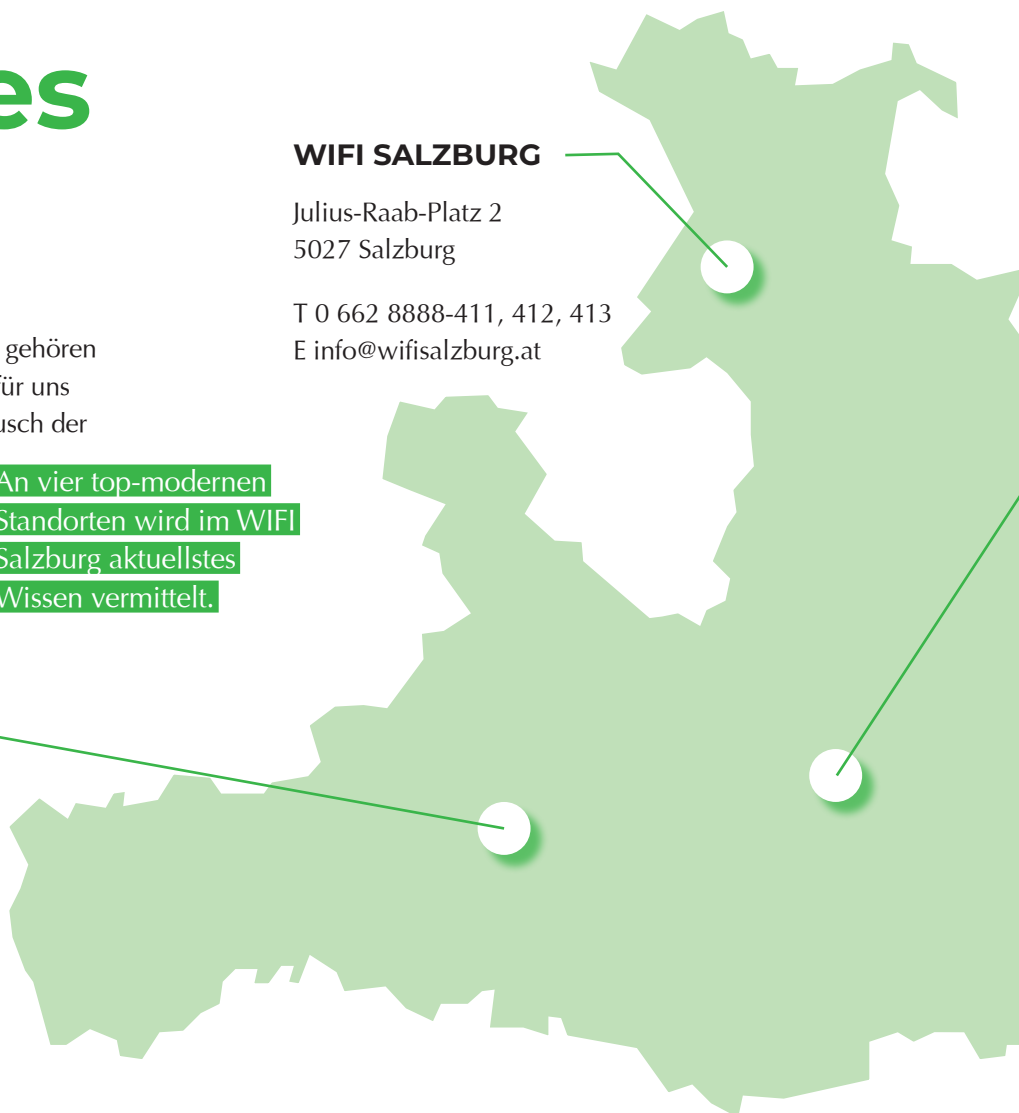 es
WIFI SALZBURG
Julius-Raab-Platz 2
5027 Salzburg
T 0 662 8888-411, 412, 413
E info@wifisalzburg.at
gehören
für uns
usch der
An vier top-modernen
Standorten wird im WIFI
Salzburg aktuellstes
Wissen vermittelt.